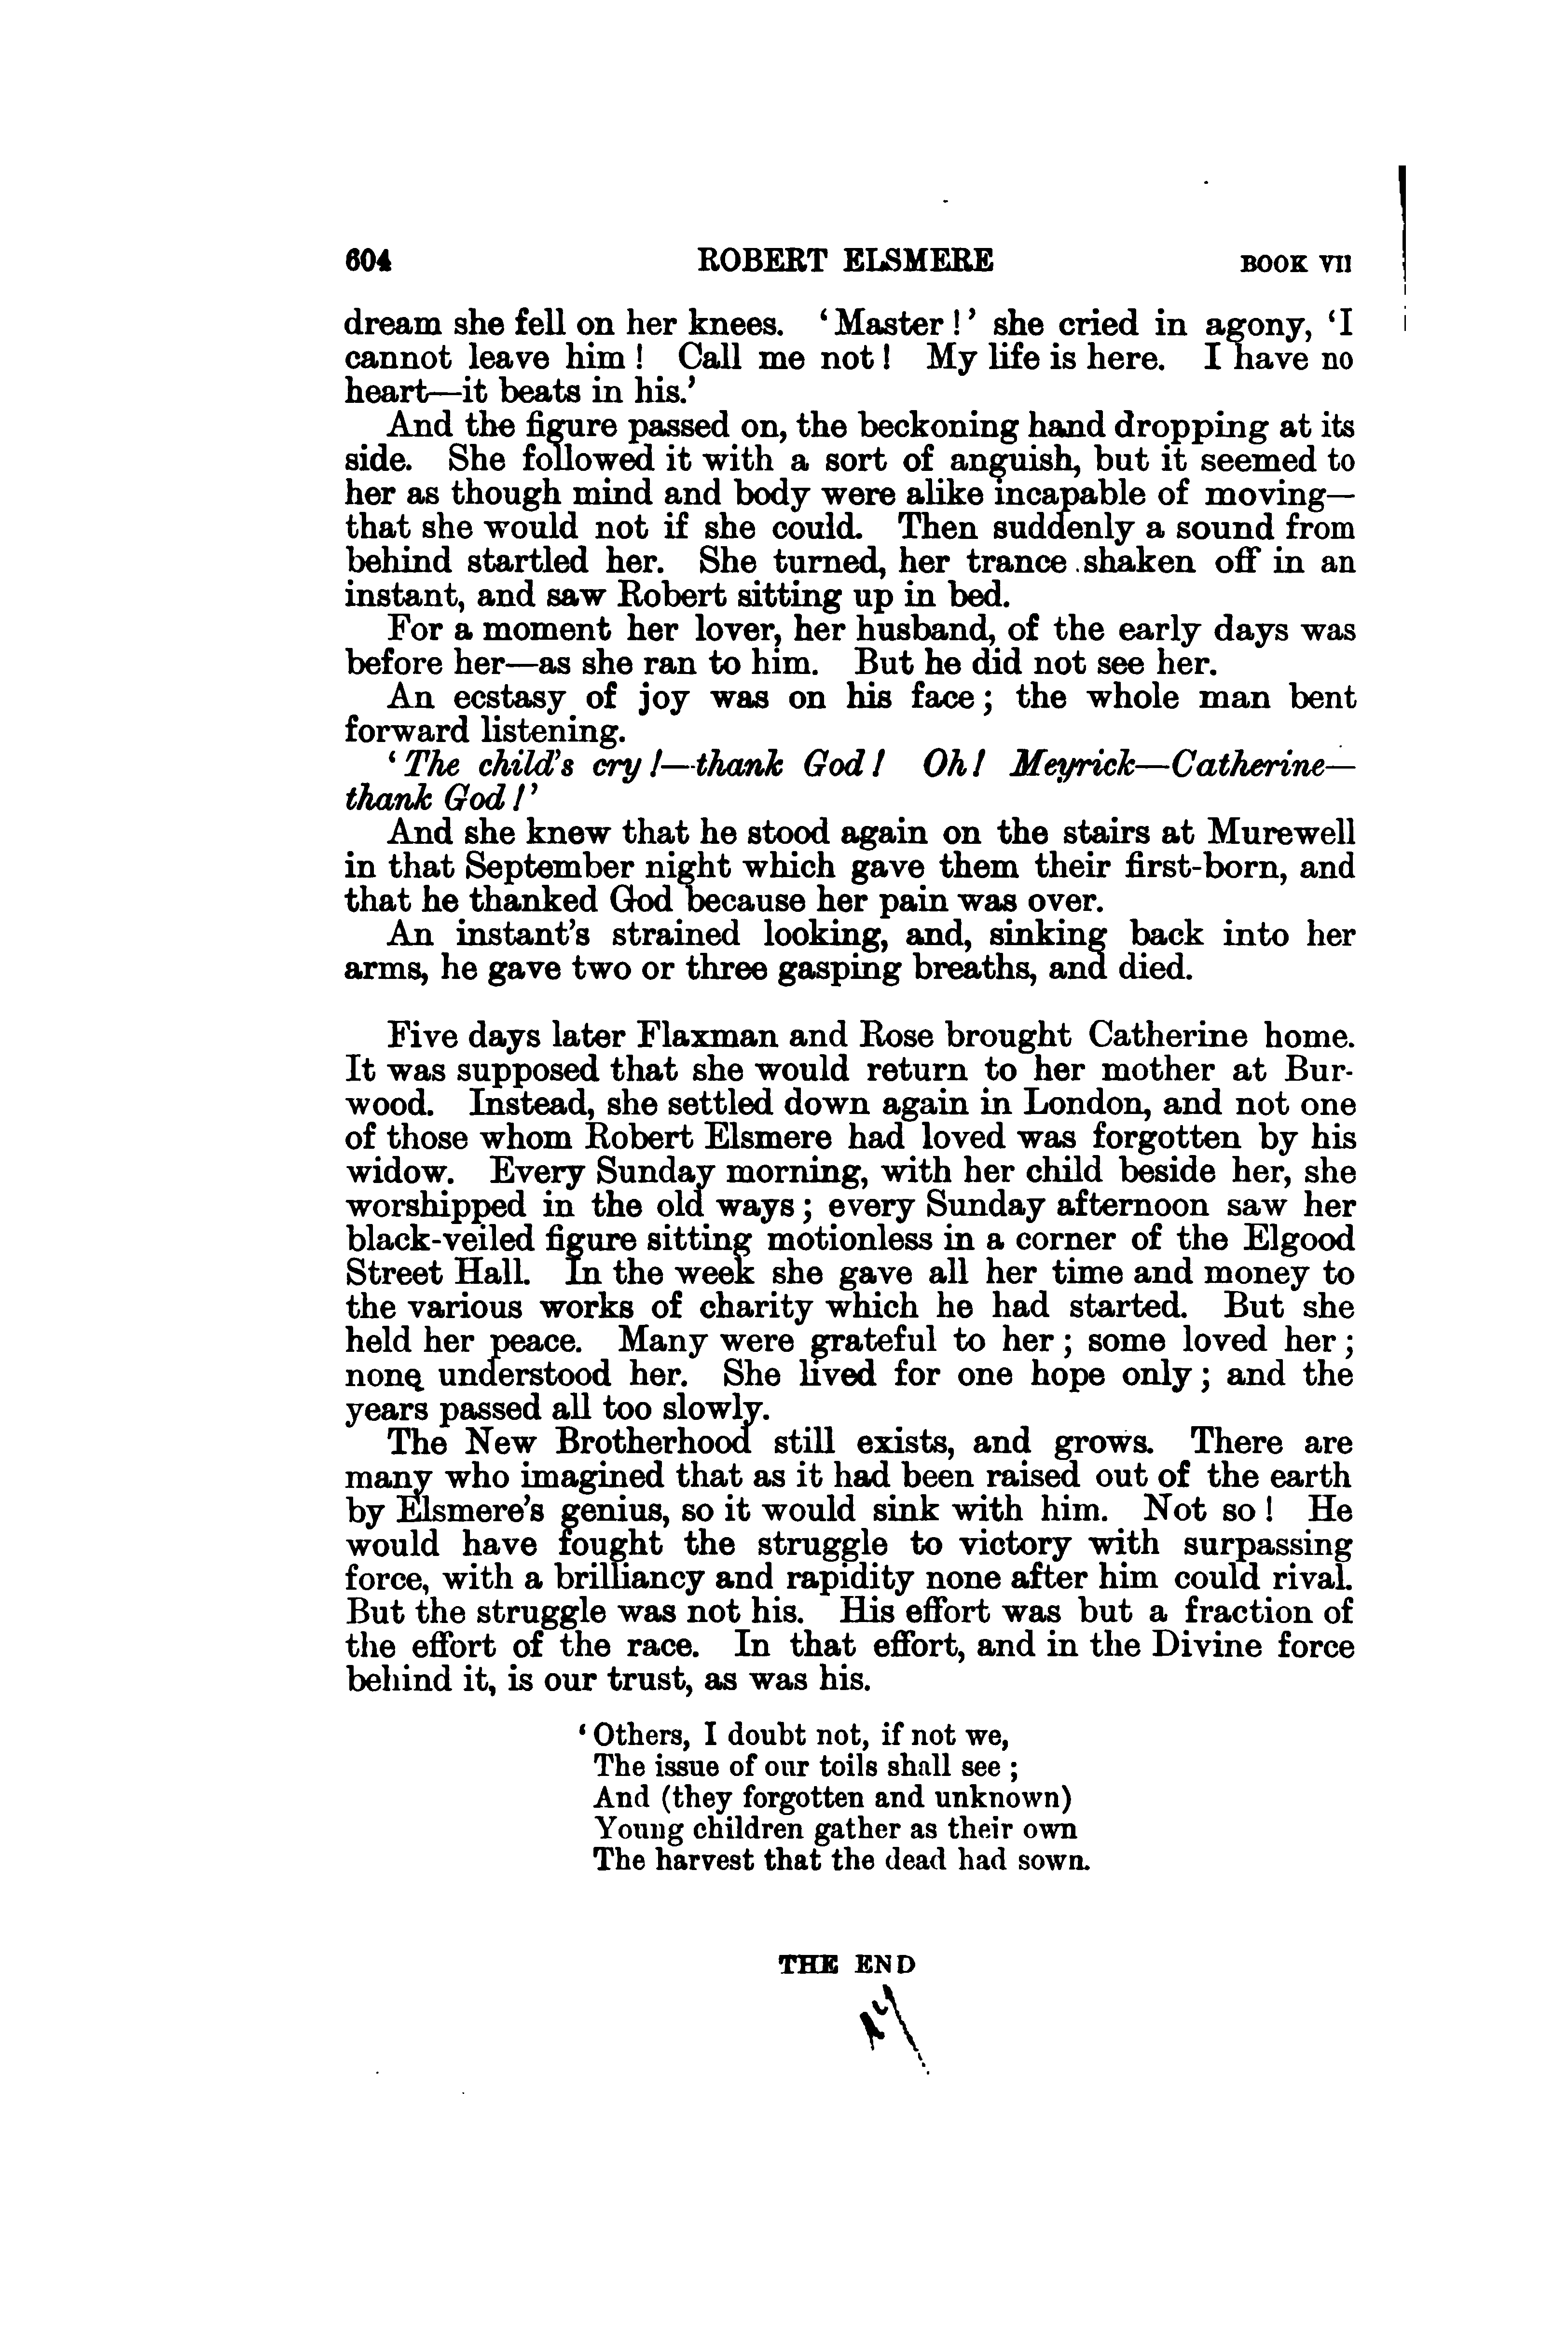 604 ROBERT ELSMERE BOOK VII
dream she fell on her knees. ‘Master!’ she cried in agony, ‘I
cannot leave him! Call me not! My life is here. I have no
heart—it beats in his.’
And the figure passed on, the beckoning hand dropping at its
side. She followed it with a sort of anguish, but it seemed to
her as though mind and body were alike incapable of moving—
that she would not if she could. Then suddenly a sound from
behind startled her. She turned, her trance shaken off in an
instant, and saw Robert sitting up in bed.
For a moment her lover, her husband, of the early days was
before her—as she ran to him. But he did not see her.
An ecstasy of joy was on his face; the whole man bent
forward listening.
‘The child’s cry!—thank God! Oh! Meyrick—Catherine—
thank God!’
And she knew that he stood again on the stairs at Murewell
in that September night which gave them their first-born, and
that he thanked God because her pain was over.
An instant’s strained looking, and, sinking back into her
arms, he gave two or three gasping breaths, and died.
Five days later Flaxman and Rose brought Catherine home.
It was supposed that she would return to her mother at Bur-
wood. Instead, she settled down again in London, and not one
of those whom Robert Elsmere had loved was forgotten by his
widow. Every Sunday morning, with her child beside her, she
worshipped in the old ways; every Sunday afternoon saw her
black-veiled figure sitting motionless in a corner of the Elgood
Street Hall. In the week she gave all her time and money to
the various works of charity which he had started. But she
held her peace. Many were grateful to her; some loved her;
none understood her. She lived for one hope only; and the
years passed all too slowly.
The New Brotherhood still exists, and grows. There are
many who imagined that as it had been raised out of the earth
by Elsmere’s genius, so it would sink with him. Not so! He
would have fought the struggle to victory with surpassing
force, with a brilliancy and rapidity none after him could rival.
But the struggle was not his. His effort was but a fraction of
the effort of the race. In that effort, and in the Divine force
behind it, is our trust, as was his.
‘Others, I doubt not, if not we,
The issue of our toils shall see;
And (they forgotten and unknown)
Young children gather as their own
The harvest that the dead had sown.
THE END